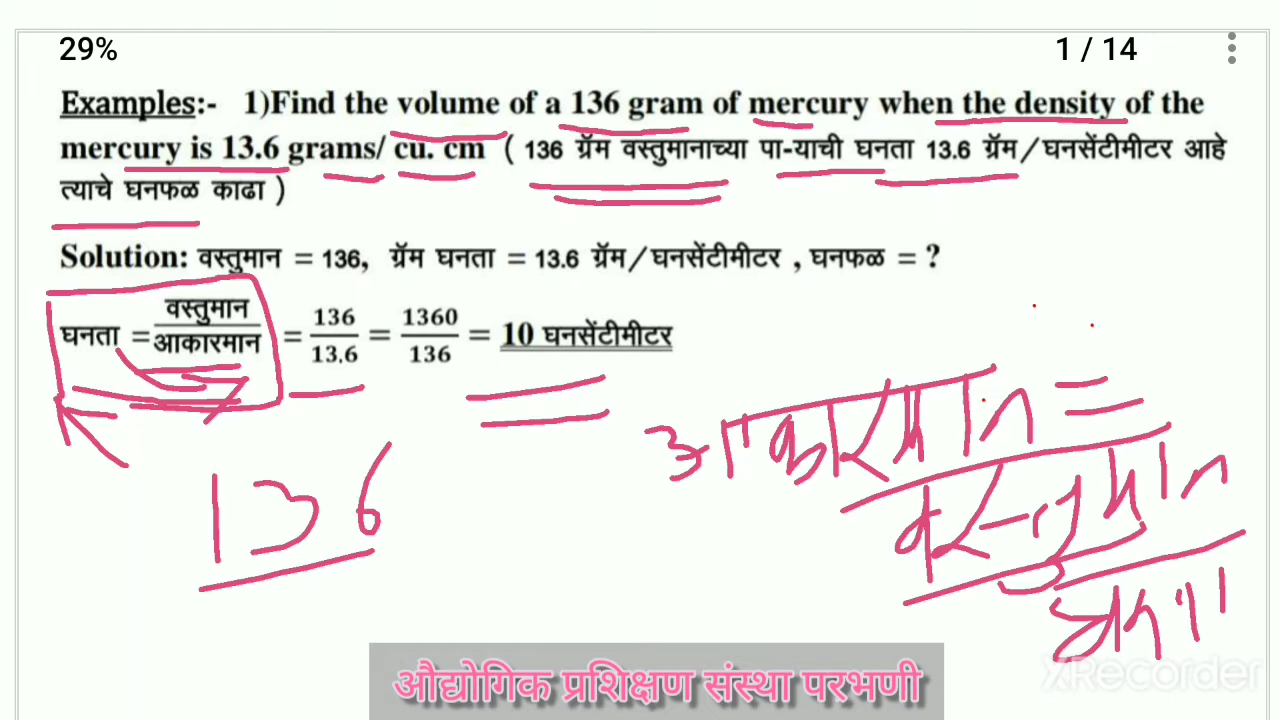 29%
1 / 14
Examples:- 1)Find the volume of a 136 gram of mercury when the density of the
mercury is 13.6 grams/ cu. cm ( 136 ग्रॅम वस्तुमानाच्या पा-याची घनता 13.6 ग्रॅम/घनसेंटीमीटर आहे
त्याचे घनफळ काढा )
Solution: वस्तुमान = 136, ग्रॅम घनता = 13.6 ग्रॅम/घनसेंटीमीटर , घनफळ = ?
घनता = वस्तुमान / आकारमान = 136 / 13.6 = 1360 / 136 = 10 घनसेंटीमीटर
आकारमान =
वस्तुमान
घनता
136
औद्योगिक प्रशिक्षण संस्था परभणी
XRecorder